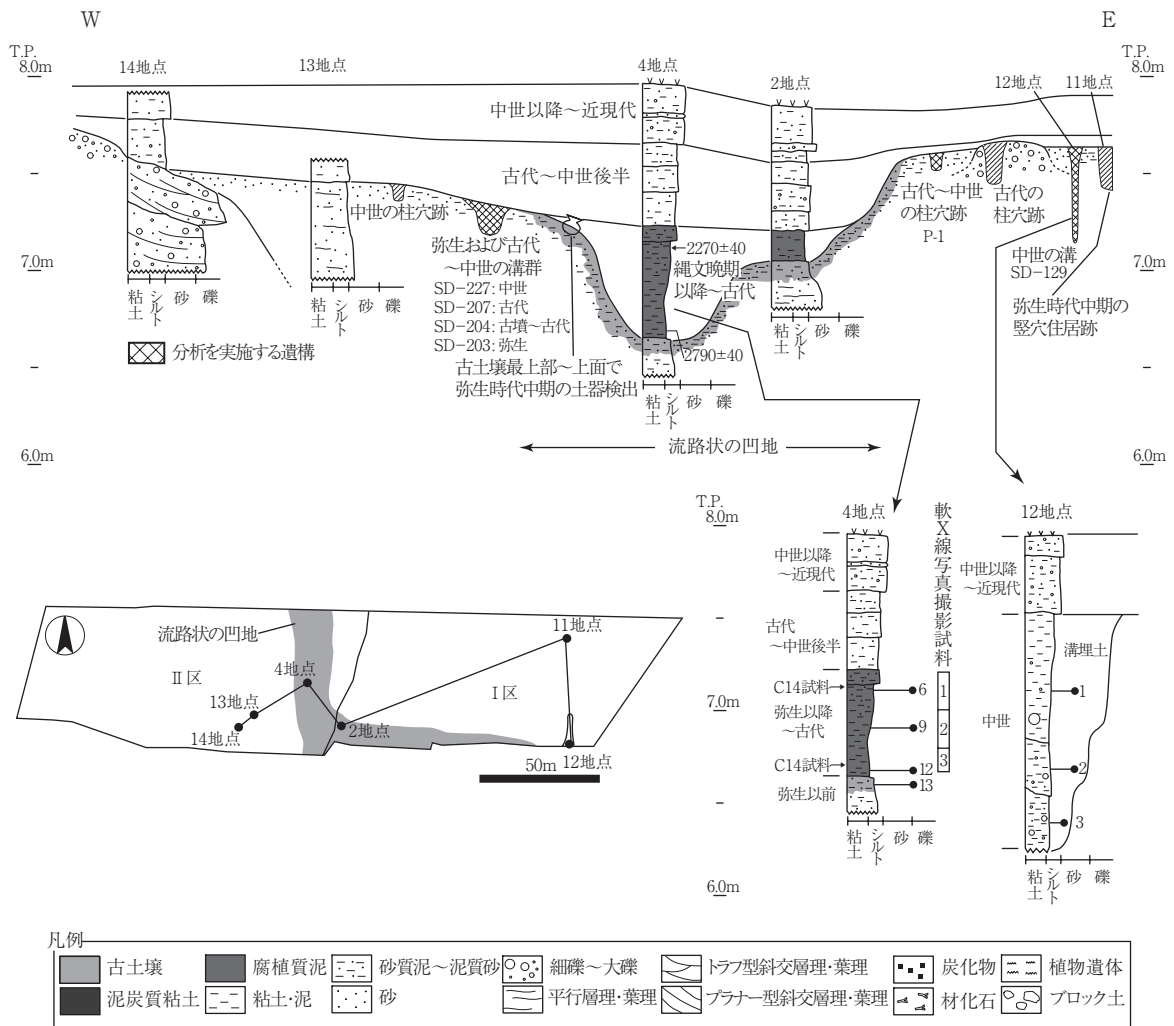 W
E
T.P.
8.0m
7.0m
6.0m
T.P.
8.0m
7.0m
6.0m
14地点
13地点
4地点
2地点
12地点
11地点
中世以降～近現代
古代～中世後半
中世の柱穴跡
弥生および古代
～中世の溝群
SD-227：中世
SD-207：古代
SD-204：古墳～古代
SD-203：弥生
古土壌最上部～上面で
弥生時代中期の土器検出
2270±40
縄文晩期
以降～古代
2790±40
古代～中世
の柱穴跡
P-1
古代の
柱穴跡
中世の溝
SD-129
弥生時代中期の
竪穴住居跡
粘土 シルト 砂 礫
粘土 シルト 砂 礫
粘土 シルト 砂 礫
粘土 シルト 砂 礫
分析を実施する遺構
流路状の凹地
流路状の凹地
Ⅱ区
Ⅰ区
4地点
13地点
14地点
2地点
11地点
12地点
50m
T.P.
8.0m
7.0m
6.0m
4地点
軟X線写真撮影試料
中世以降
～近現代
古代
～中世後半
C14試料
弥生以降
～古代
C14試料
弥生以前
6
9
12
13
1
2
3
粘土 シルト 砂 礫
12地点
中世以降
～近現代
溝埋土
中世
1
2
3
粘土 シルト 砂 礫
凡例
古土壌 腐植質泥 砂質泥～泥質砂 細礫～大礫 トラフ型斜交層理・葉理 炭化物 植物遺体
泥炭質粘土 粘土・泥 砂 平行層理・葉理 プラナー型斜交層理・葉理 材化石 ブロック土